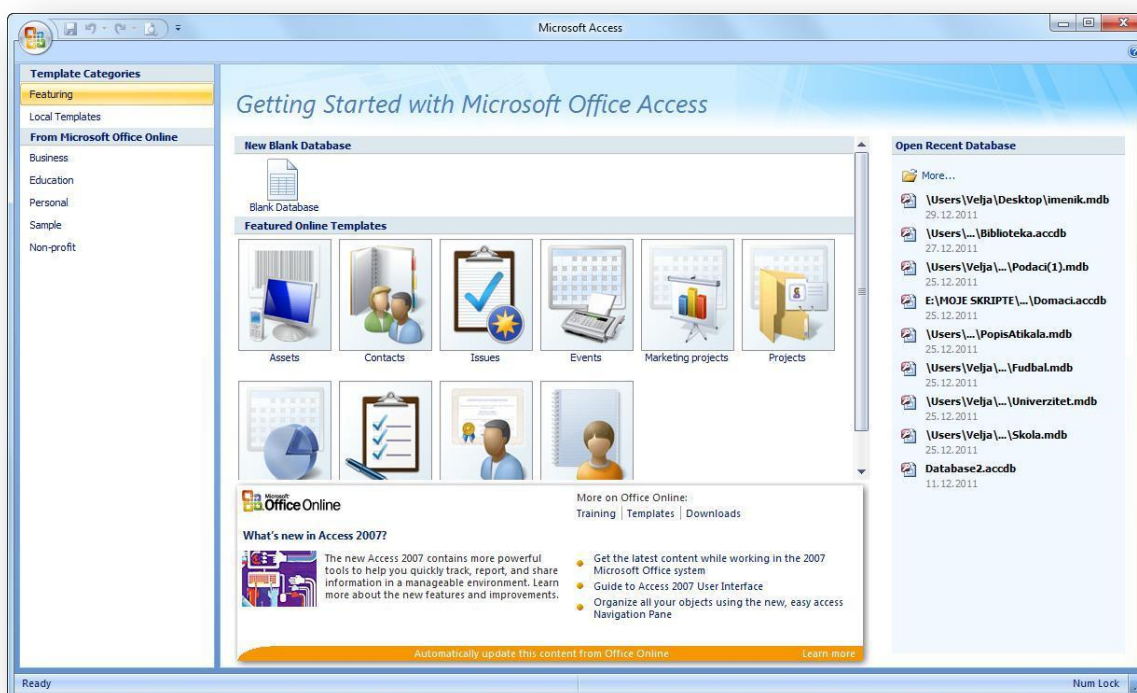 Microsoft Access
Template Categories
Featuring
Local Templates
From Microsoft Office Online
Business
Education
Personal
Sample
Non-profit
Getting Started with Microsoft Office Access
New Blank Database
Blank Database
Featured Online Templates
Assets
Contacts
Issues
Events
Marketing projects
Projects
Microsoft®
Office Online
What's new in Access 2007?
The new Access 2007 contains more powerful
tools to help you quickly track, report, and share
information in a manageable environment. Learn
more about the new features and improvements.
More on Office Online:
Training | Templates | Downloads
Get the latest content while working in the 2007
Microsoft Office system
Guide to Access 2007 User Interface
Organize all your objects using the new, easy access
Navigation Pane
Automatically update this content from Office Online
Learn more
Open Recent Database
More...
\Users\Velja\Desktop\imenik.mdb
29.12.2011
\Users\...\Biblioteka.accdb
27.12.2011
\Users\Velja\...\Podaci(1).mdb
25.12.2011
E:\MOJE SKRIPTE\...\Domaci.accdb
25.12.2011
\Users\...\PopisAtikala.mdb
25.12.2011
\Users\Velja\...\Fudbal.mdb
25.12.2011
\Users\Velja\...\Univerzitet.mdb
25.12.2011
\Users\Velja\...\Skola.mdb
25.12.2011
Database2.accdb
11.12.2011
Ready
Num Lock